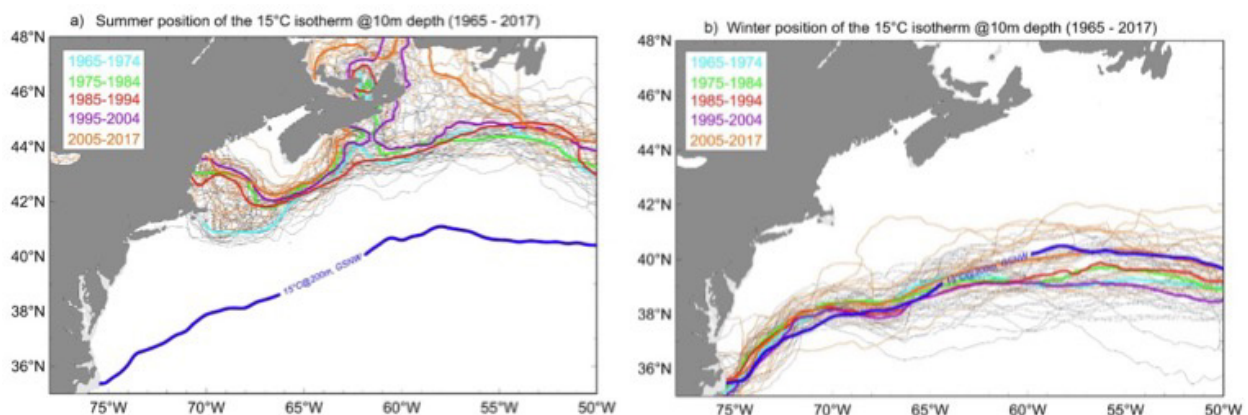 a) Summer position of the 15°C isotherm @10m depth (1965 - 2017)
48°N
46°N
44°N
42°N
40°N
38°N
36°N
1965-1974
1975-1984
1985-1994
1995-2004
2005-2017
15°C@200m, GSNW
75°W 70°W 65°W 60°W 55°W 50°W
b) Winter position of the 15°C isotherm @10m depth (1965 - 2017)
48°N
46°N
44°N
42°N
40°N
38°N
36°N
1965-1974
1975-1984
1985-1994
1995-2004
2005-2017
75°W 70°W 65°W 60°W 55°W 50°W